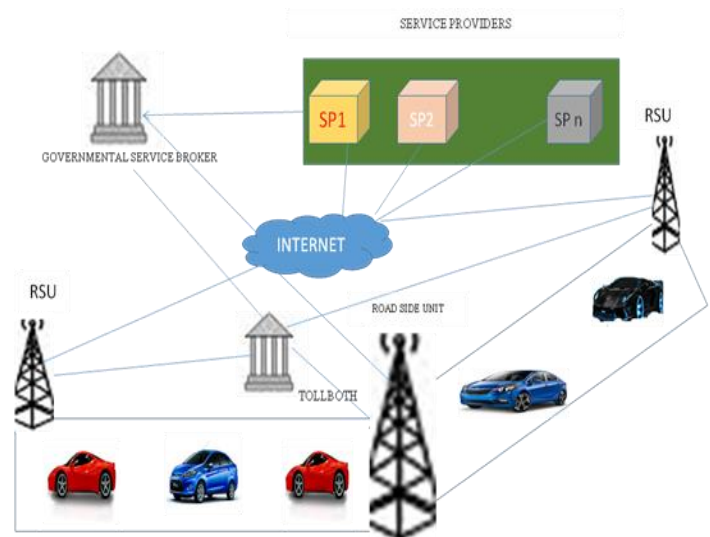 SERVICE PROVIDERS
SP1
SP2
SP n
RSU
GOVERNMENTAL SERVICE BROKER
INTERNET
RSU
ROAD SIDE UNIT
TOLLBOTH